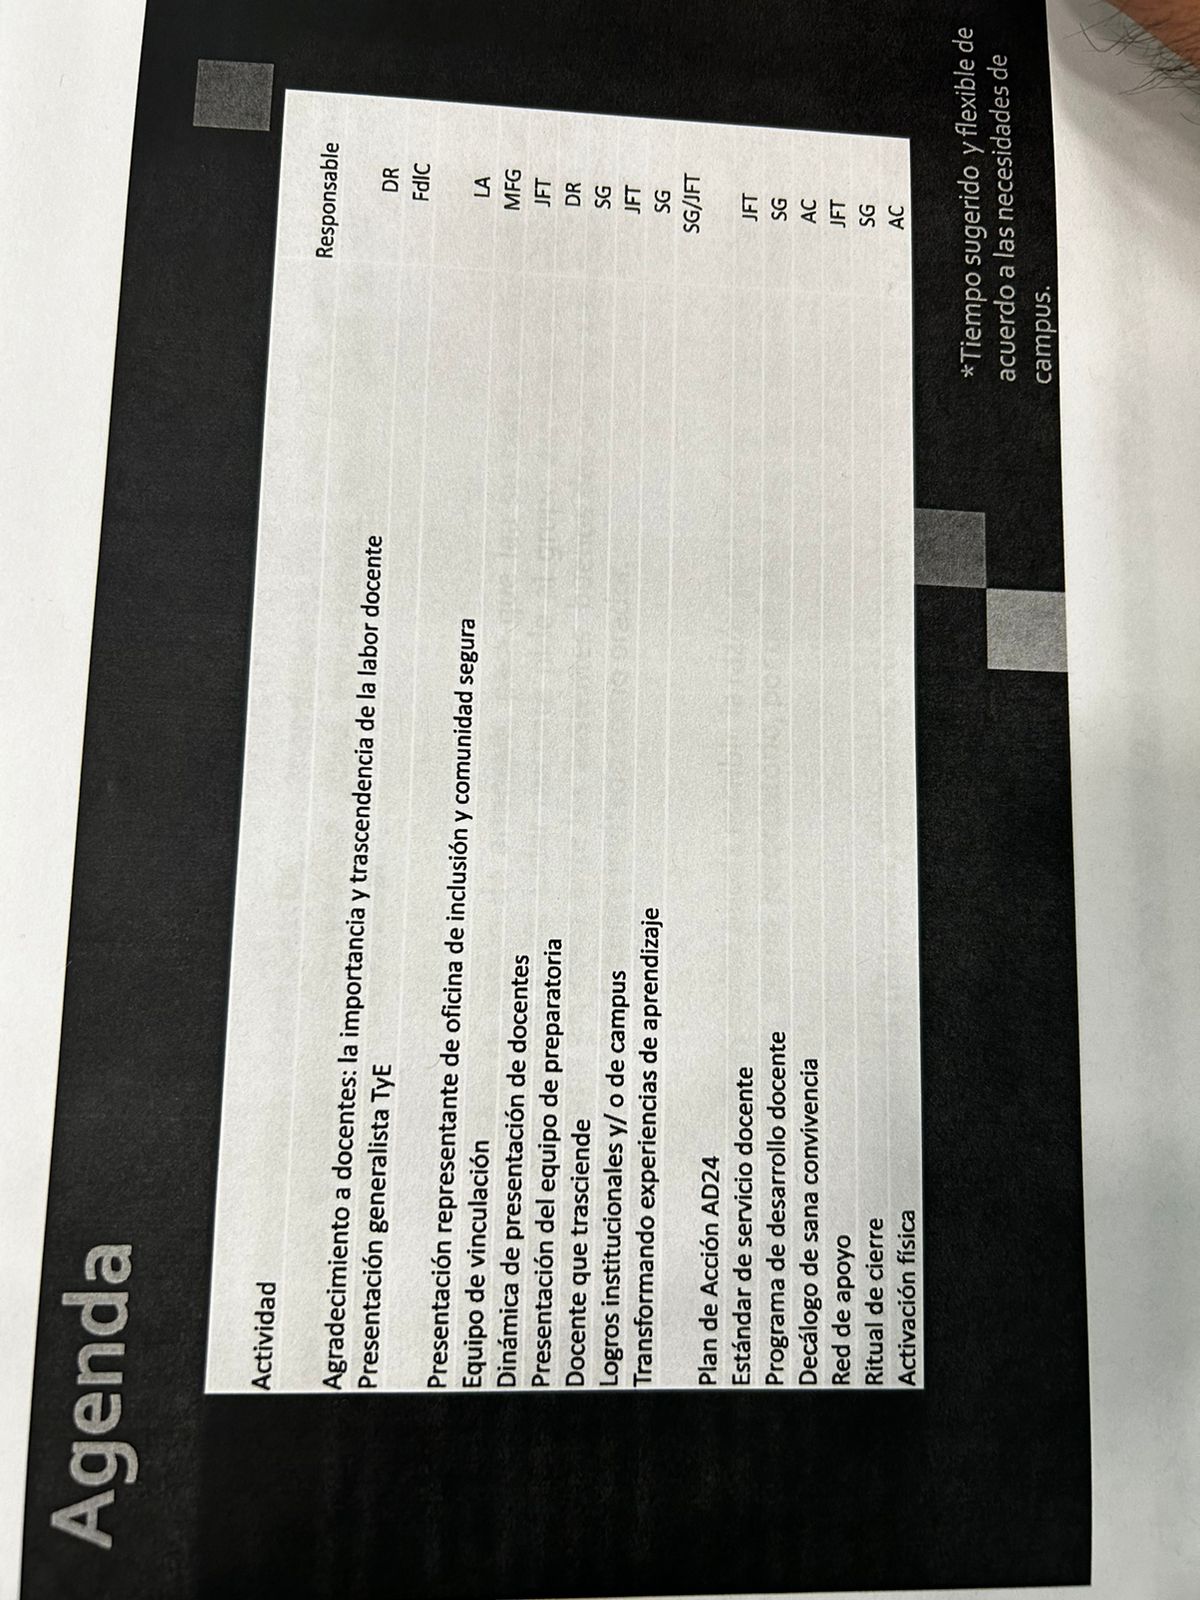 Agenda
Actividad Responsable
Agradecimiento a docentes: la importancia y trascendencia de la labor docente DR
Presentación generalista TyE FdIC
Presentación representante de oficina de inclusión y comunidad segura LA
Equipo de vinculación MFG
Dinámica de presentación de docentes JFT
Presentación del equipo de preparatoria DR
Docente que trasciende SG
Logros institucionales y/ o de campus JFT
Transformando experiencias de aprendizaje SG
Plan de Acción AD24 SG/JFT
Estándar de servicio docente JFT
Programa de desarrollo docente SG
Decálogo de sana convivencia AC
Red de apoyo JFT
Ritual de cierre SG
Activación física AC
*Tiempo sugerido y flexible de
acuerdo a las necesidades de
campus.